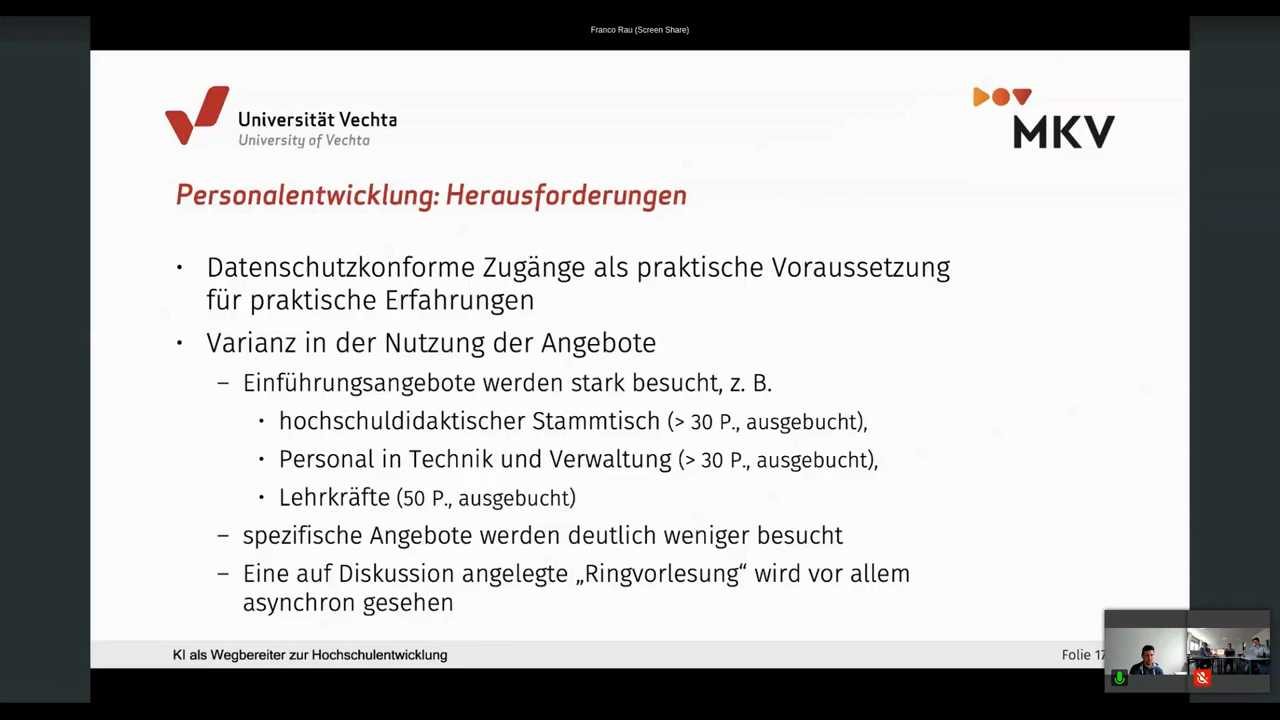 Franco Rau (Screen Share)
Universität Vechta
University of Vechta
MKV
Personalentwicklung: Herausforderungen
• Datenschutzkonforme Zugänge als praktische Voraussetzung
für praktische Erfahrungen
• Varianz in der Nutzung der Angebote
– Einführungsangebote werden stark besucht, z. B.
• hochschuldidaktischer Stammtisch (> 30 P., ausgebucht),
• Personal in Technik und Verwaltung (> 30 P., ausgebucht),
• Lehrkräfte (50 P., ausgebucht)
– spezifische Angebote werden deutlich weniger besucht
– Eine auf Diskussion angelegte „Ringvorlesung“ wird vor allem
asynchron gesehen
KI als Wegbereiter zur Hochschulentwicklung
Folie 17